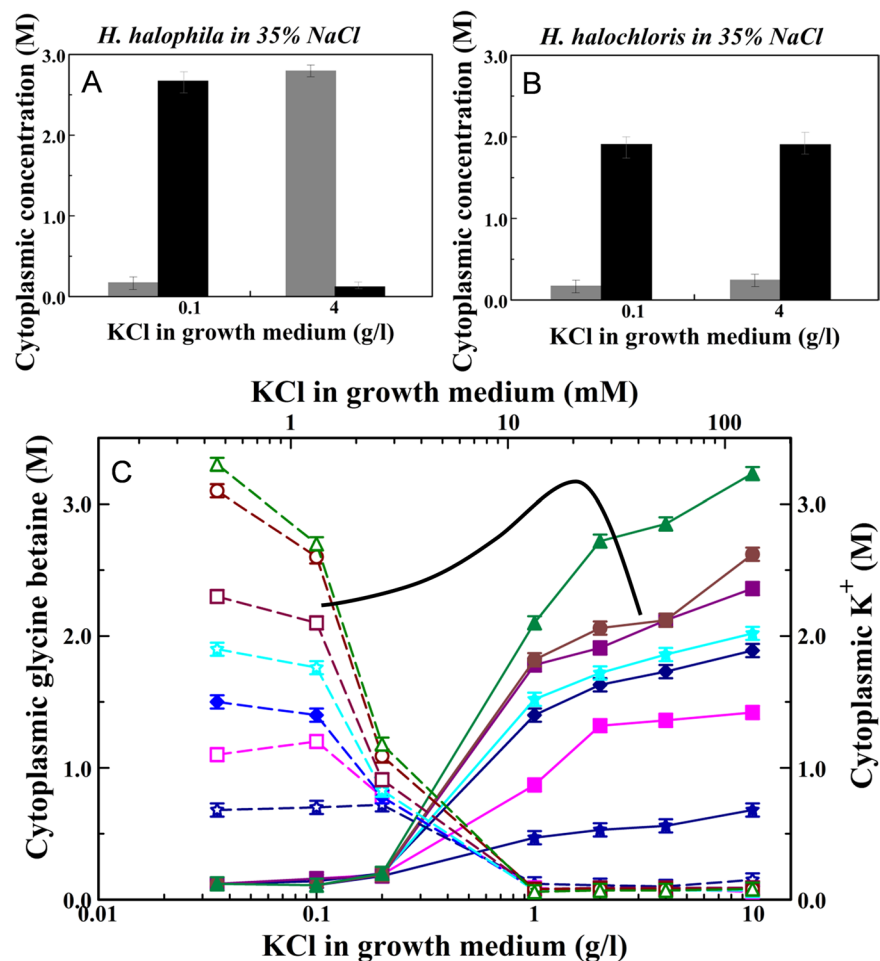 H. halophila in 35% NaCl
A
Cytoplasmic concentration (M)
3.0
2.0
1.0
0.0
0.1 4
KCl in growth medium (g/l)
H. halochloris in 35% NaCl
B
Cytoplasmic concentration (M)
3.0
2.0
1.0
0.0
0.1 4
KCl in growth medium (g/l)
KCl in growth medium (mM)
1 10 100
C
Cytoplasmic glycine betaine (M)
3.0
2.0
1.0
0.0
Cytoplasmic K+ (M)
3.0
2.0
1.0
0.0
0.01 0.1 1 10
KCl in growth medium (g/l)